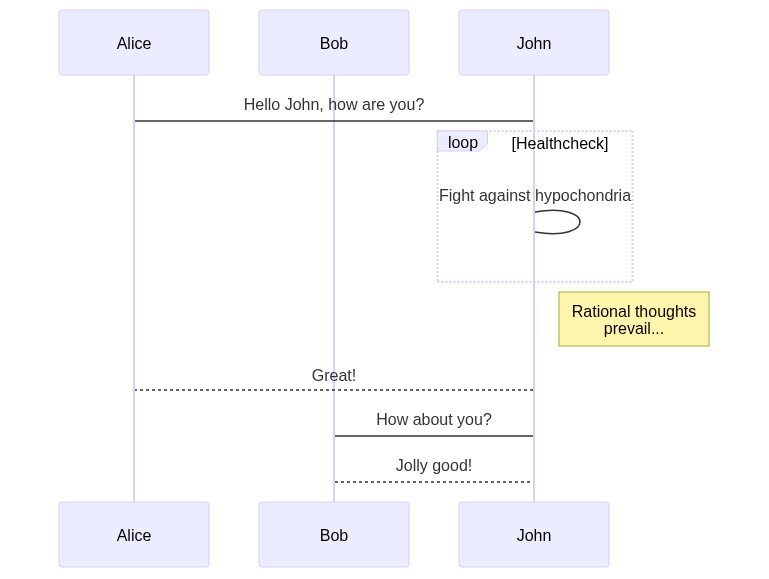 Alice
Bob
John
Hello John, how are you?
loop
[Healthcheck]
Fight against hypochondria
Rational thoughts
prevail...
Great!
How about you?
Jolly good!
Alice
Bob
John